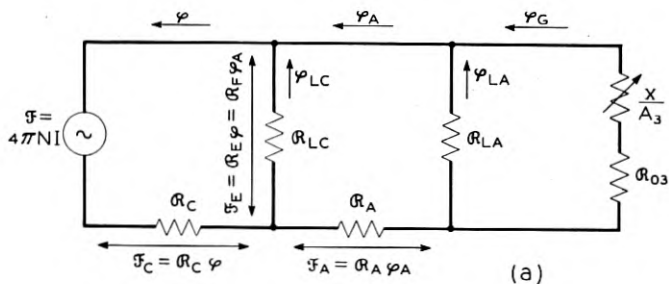 φ φA φG
φLC φLA
ℱ=
4πNI
ℱE = ℛEφ = ℛFφA
ℛLC ℛLA
X/A3
ℛ03
ℛC ℛA
ℱC = ℛC φ ℱA = ℛA φA
(a)